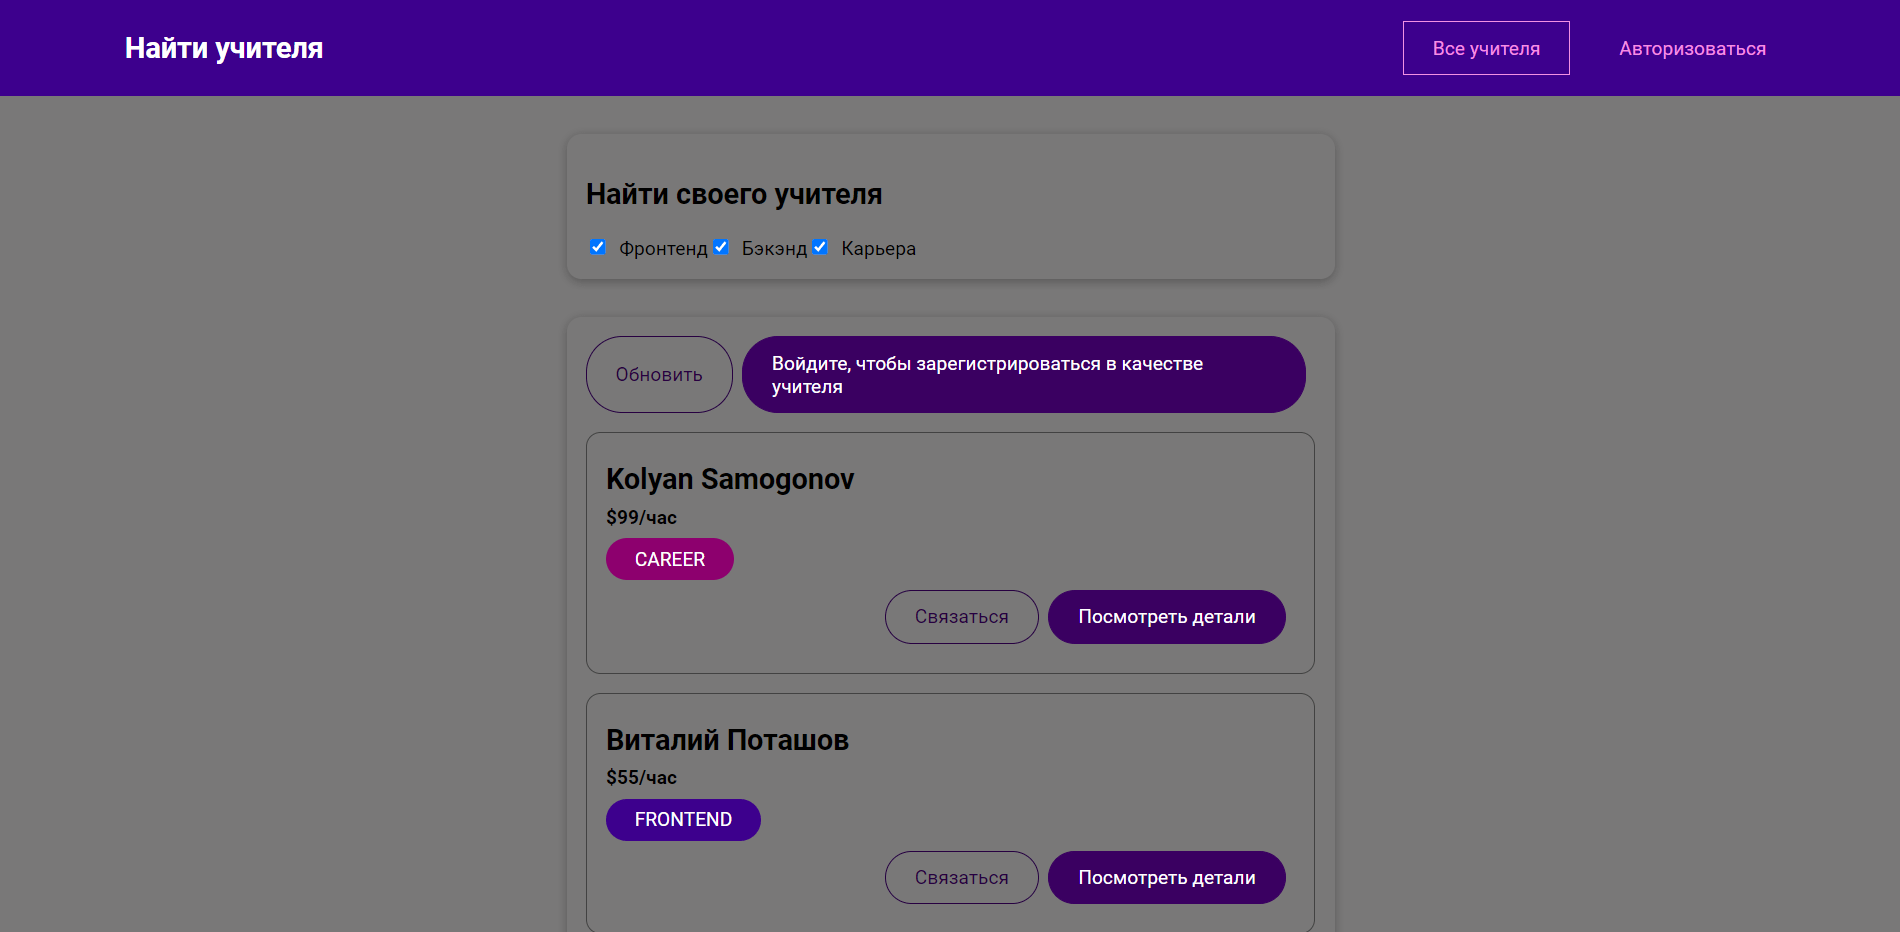 Найти учителя
Все учителя
Авторизоваться
Найти своего учителя
Фронтенд Бэкэнд Карьера
Обновить
Войдите, чтобы зарегистрироваться в качестве
учителя
Kolyan Samogonov
$99/час
CAREER
Связаться
Посмотреть детали
Виталий Поташов
$55/час
FRONTEND
Связаться
Посмотреть детали